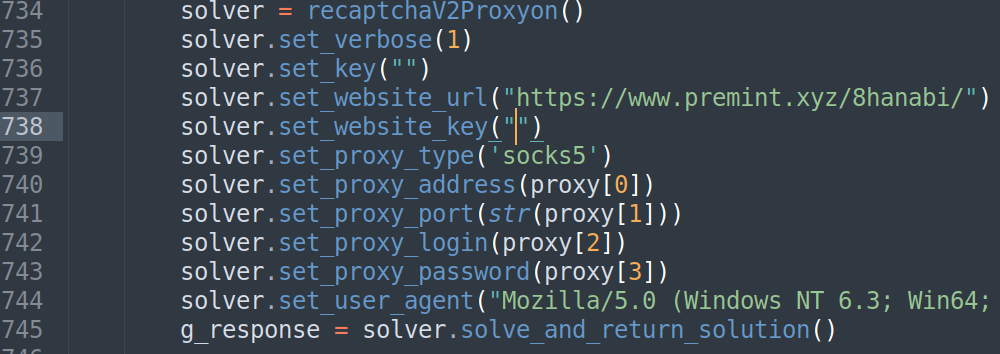 734 solver = recaptchaV2Proxyon()
735 solver.set_verbose(1)
736 solver.set_key("")
737 solver.set_website_url("https://www.premint.xyz/8hanabi/")
738 solver.set_website_key("")
739 solver.set_proxy_type('socks5')
740 solver.set_proxy_address(proxy[0])
741 solver.set_proxy_port(str(proxy[1]))
742 solver.set_proxy_login(proxy[2])
743 solver.set_proxy_password(proxy[3])
744 solver.set_user_agent("Mozilla/5.0 (Windows NT 6.3; Win64;
745 g_response = solver.solve_and_return_solution()